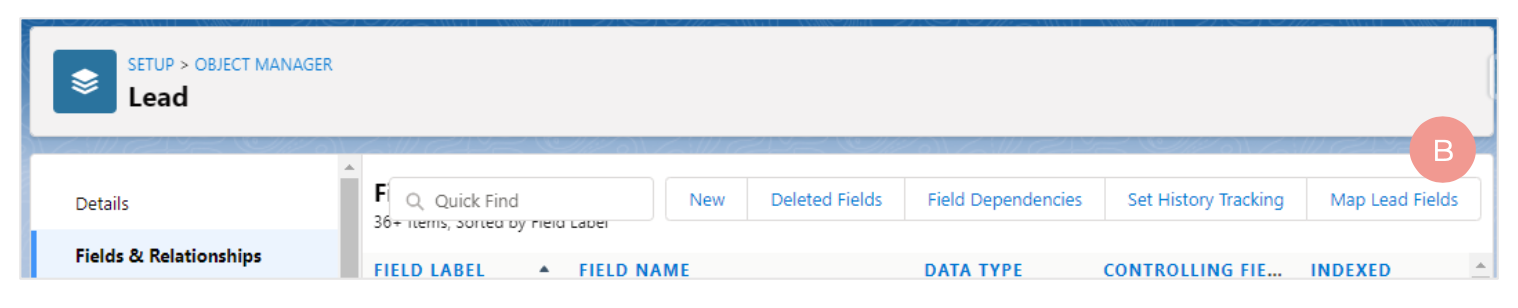 SETUP > OBJECT MANAGER
Lead
B
Details
Quick Find
New
Deleted Fields
Field Dependencies
Set History Tracking
Map Lead Fields
36+ Items, Sorted by Field Label
Fields & Relationships
FIELD LABEL
FIELD NAME
DATA TYPE
CONTROLLING FIE...
INDEXED